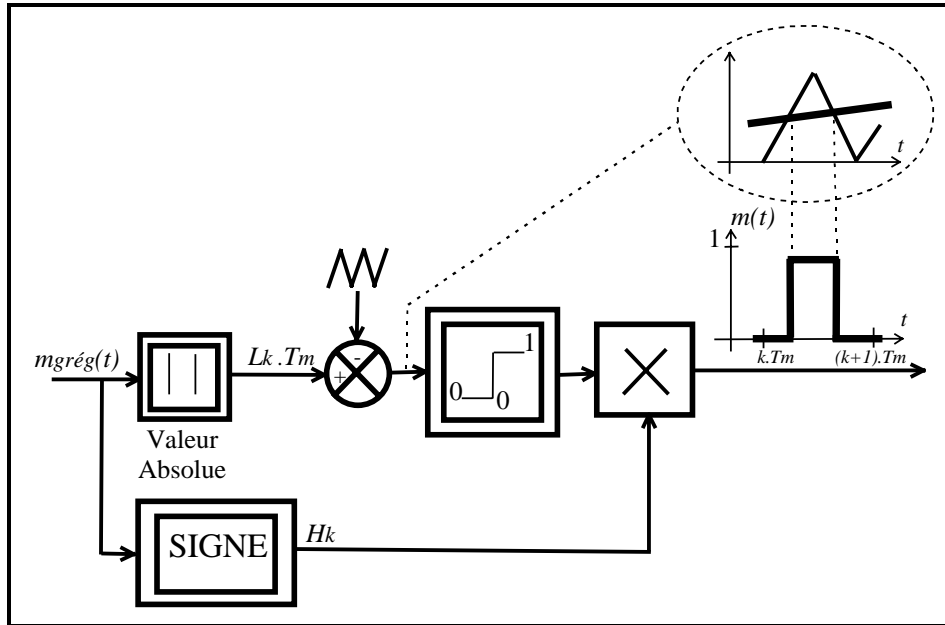 t
m(t)
1
t
k.Tm
(k+1).Tm
mgrég(t)
| |
Lk .Tm
-
+
1
0
0
Valeur
Absolue
SIGNE
Hk